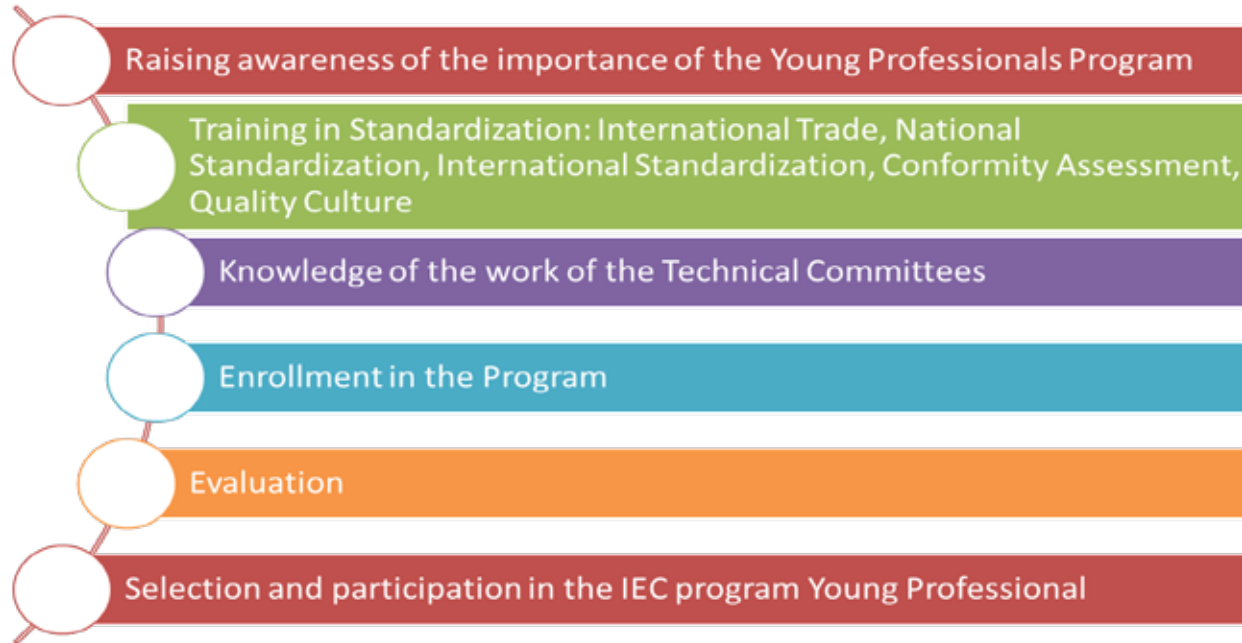 Raising awareness of the importance of the Young Professionals Program
Training in Standardization: International Trade, National
Standardization, International Standardization, Conformity Assessment,
Quality Culture
Knowledge of the work of the Technical Committees
Enrollment in the Program
Evaluation
Selection and participation in the IEC program Young Professional